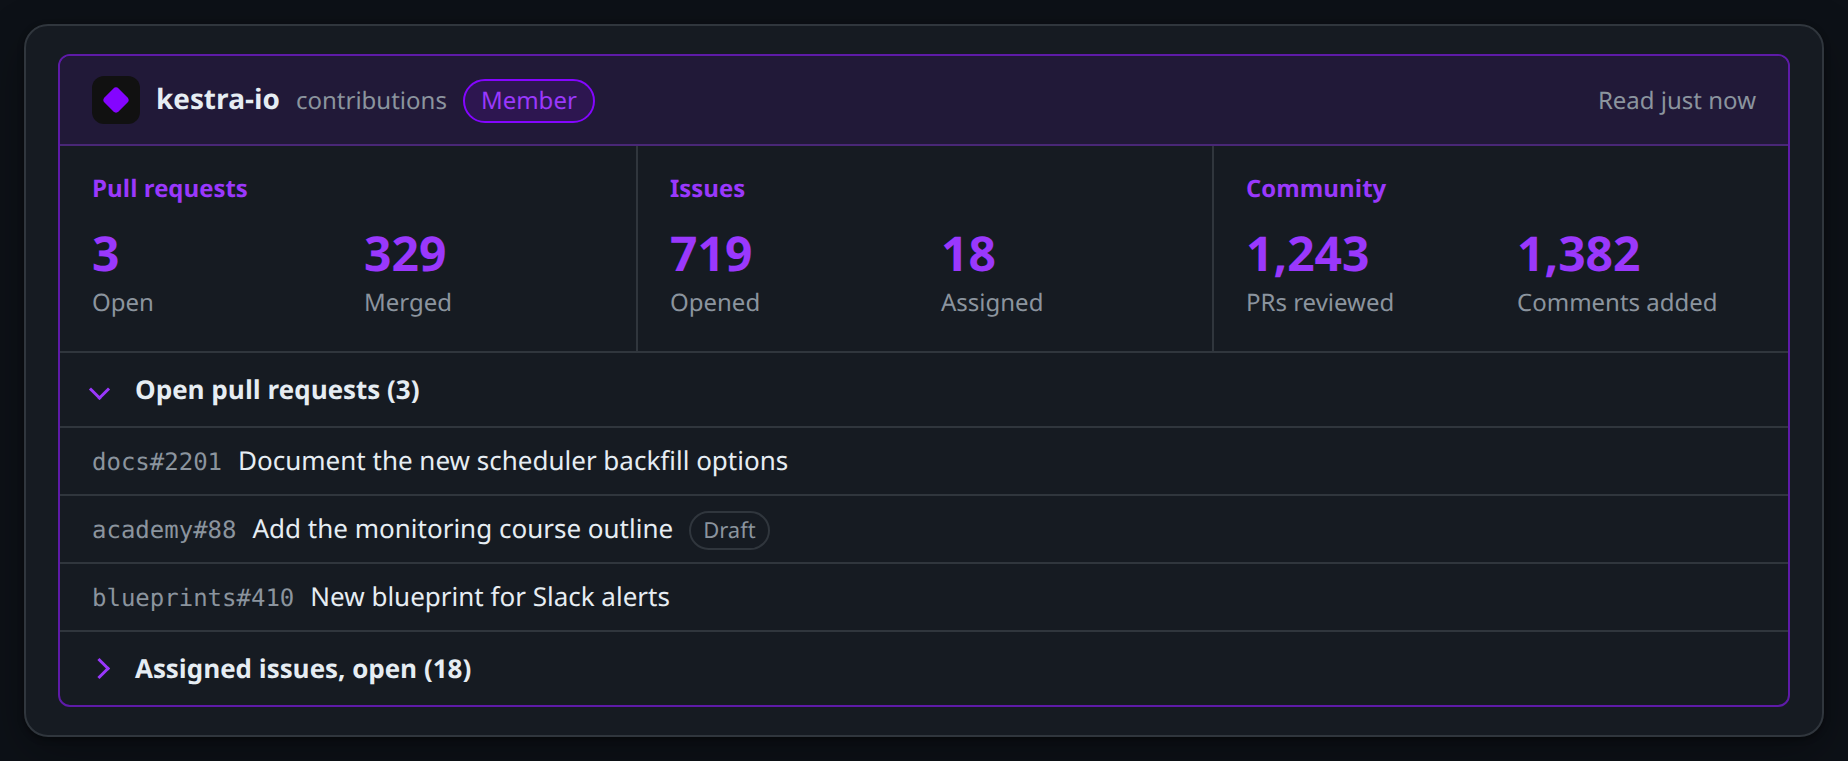 kestra-io contributions Member Read just now
Pull requests Issues Community
3 329 719 18 1,243 1,382
Open Merged Opened Assigned PRs reviewed Comments added
Open pull requests (3)
docs#2201 Document the new scheduler backfill options
academy#88 Add the monitoring course outline Draft
blueprints#410 New blueprint for Slack alerts
Assigned issues, open (18)